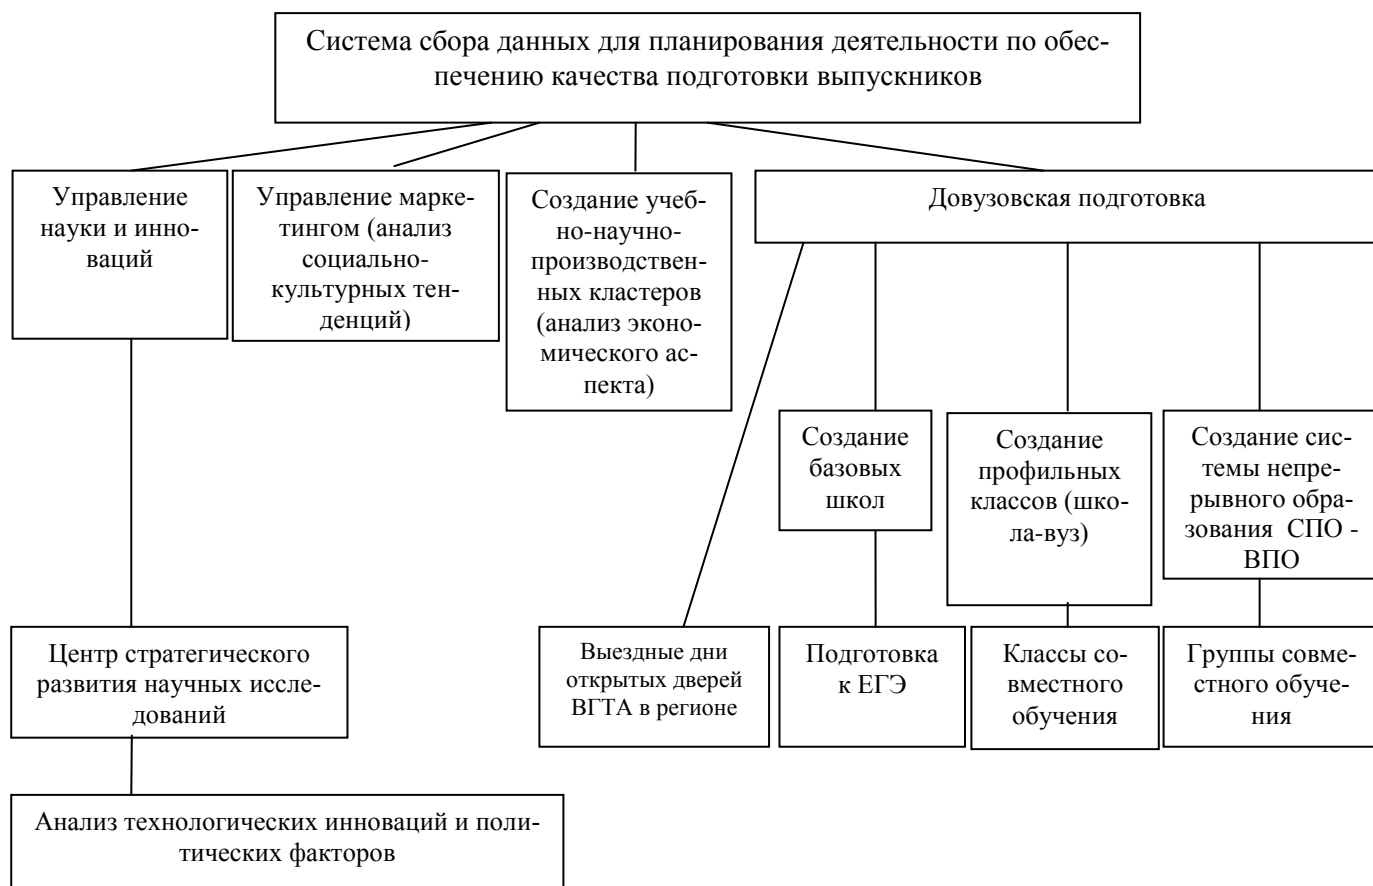 Система сбора данных для планирования деятельности по обес-
печению качества подготовки выпускников
Управление
науки и инно-
ваций
Управление марке-
тингом (анализ
социально-
культурных тен-
денций)
Создание учеб-
но-научно-
производствен-
ных кластеров
(анализ эконо-
мического ас-
пекта)
Довузовская подготовка
Создание
базовых
школ
Создание
профильных
классов (шко-
ла-вуз)
Создание сис-
темы непре-
рывного обра-
зования СПО -
ВПО
Центр стратегического
развития научных иссле-
дований
Выездные дни
открытых дверей
ВГТА в регионе
Подготовка
к ЕГЭ
Классы со-
вместного
обучения
Группы совме-
стного обуче-
ния
Анализ технологических инноваций и поли-
тических факторов